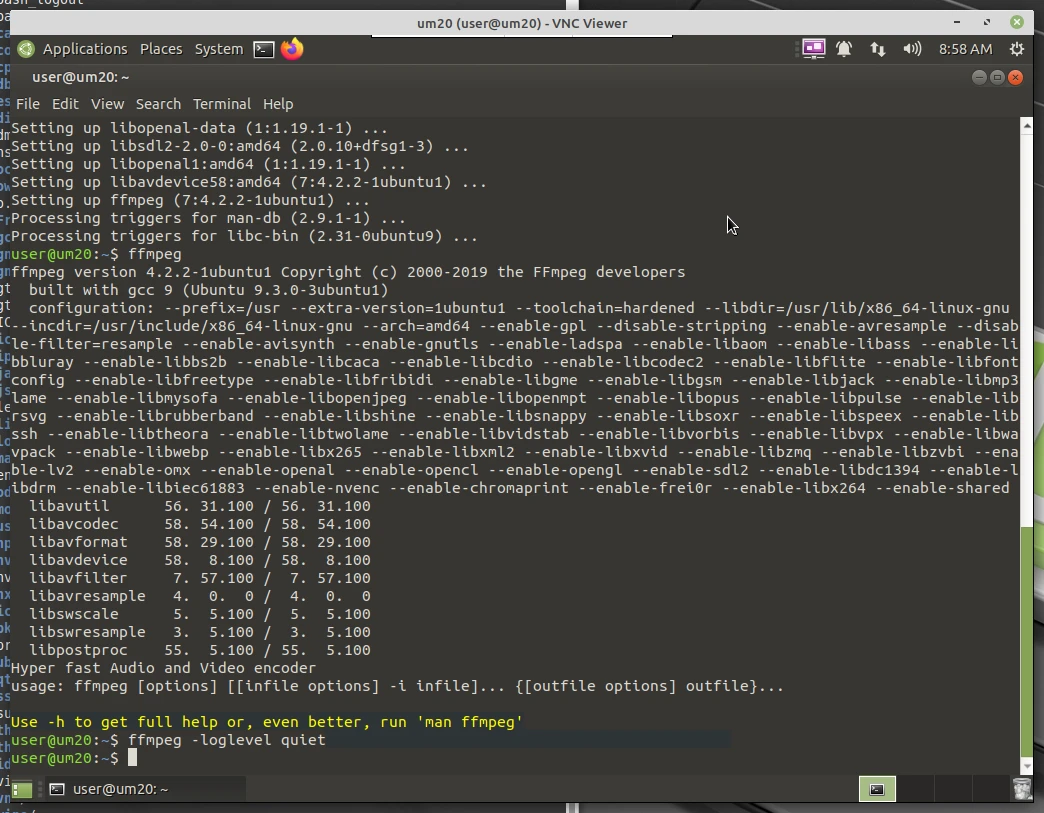 um20 (user@um20) - VNC Viewer
Applications Places System 8:58 AM
user@um20: ~
File Edit View Search Terminal Help
Setting up libopenal-data (1:1.19.1-1) ...
Setting up libsdl2-2.0-0:amd64 (2.0.10+dfsg1-3) ...
Setting up libopenal1:amd64 (1:1.19.1-1) ...
Setting up libavdevice58:amd64 (7:4.2.2-1ubuntu1) ...
Setting up ffmpeg (7:4.2.2-1ubuntu1) ...
Processing triggers for man-db (2.9.1-1) ...
Processing triggers for libc-bin (2.31-0ubuntu9) ...
user@um20:~$ ffmpeg
ffmpeg version 4.2.2-1ubuntu1 Copyright (c) 2000-2019 the FFmpeg developers
  built with gcc 9 (Ubuntu 9.3.0-3ubuntu1)
  configuration: --prefix=/usr --extra-version=1ubuntu1 --toolchain=hardened --libdir=/usr/lib/x86_64-linux-gnu
--incdir=/usr/include/x86_64-linux-gnu --arch=amd64 --enable-gpl --disable-stripping --enable-avresample --disab
le-filter=resample --enable-avisynth --enable-gnutls --enable-ladspa --enable-libaom --enable-libass --enable-li
bbluray --enable-libbs2b --enable-libcaca --enable-libcdio --enable-libcodec2 --enable-libflite --enable-libfont
config --enable-libfreetype --enable-libfribidi --enable-libgme --enable-libgsm --enable-libjack --enable-libmp3
lame --enable-libmysofa --enable-libopenjpeg --enable-libopenmpt --enable-libopus --enable-libpulse --enable-lib
rsvg --enable-librubberband --enable-libshine --enable-libsnappy --enable-libsoxr --enable-libspeex --enable-lib
ssh --enable-libtheora --enable-libtwolame --enable-libvidstab --enable-libvorbis --enable-libvpx --enable-libwa
vpack --enable-libwebp --enable-libx265 --enable-libxml2 --enable-libxvid --enable-libzmq --enable-libzvbi --ena
ble-lv2 --enable-omx --enable-openal --enable-opencl --enable-opengl --enable-sdl2 --enable-libdc1394 --enable-l
ibdrm --enable-libiec61883 --enable-nvenc --enable-chromaprint --enable-frei0r --enable-libx264 --enable-shared
  libavutil      56. 31.100 / 56. 31.100
  libavcodec     58. 54.100 / 58. 54.100
  libavformat    58. 29.100 / 58. 29.100
  libavdevice    58.  8.100 / 58.  8.100
  libavfilter     7. 57.100 /  7. 57.100
  libavresample   4.  0.  0 /  4.  0.  0
  libswscale      5.  5.100 /  5.  5.100
  libswresample   3.  5.100 /  3.  5.100
  libpostproc    55.  5.100 / 55.  5.100
Hyper fast Audio and Video encoder
usage: ffmpeg [options] [[infile options] -i infile]... {[outfile options] outfile}...
Use -h to get full help or, even better, run 'man ffmpeg'
user@um20:~$ ffmpeg -loglevel quiet
user@um20:~$
user@um20: ~